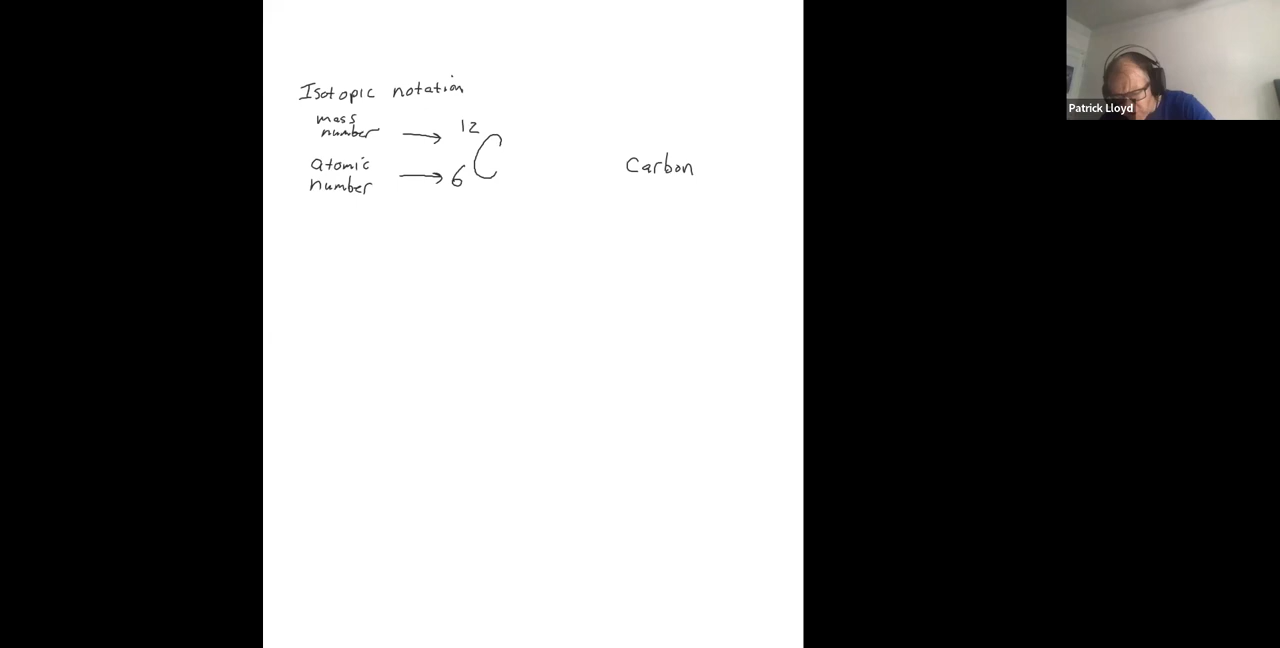 Isotopic notation
mass
number → 12
C
atomic
number → 6
Carbon
Patrick Lloyd